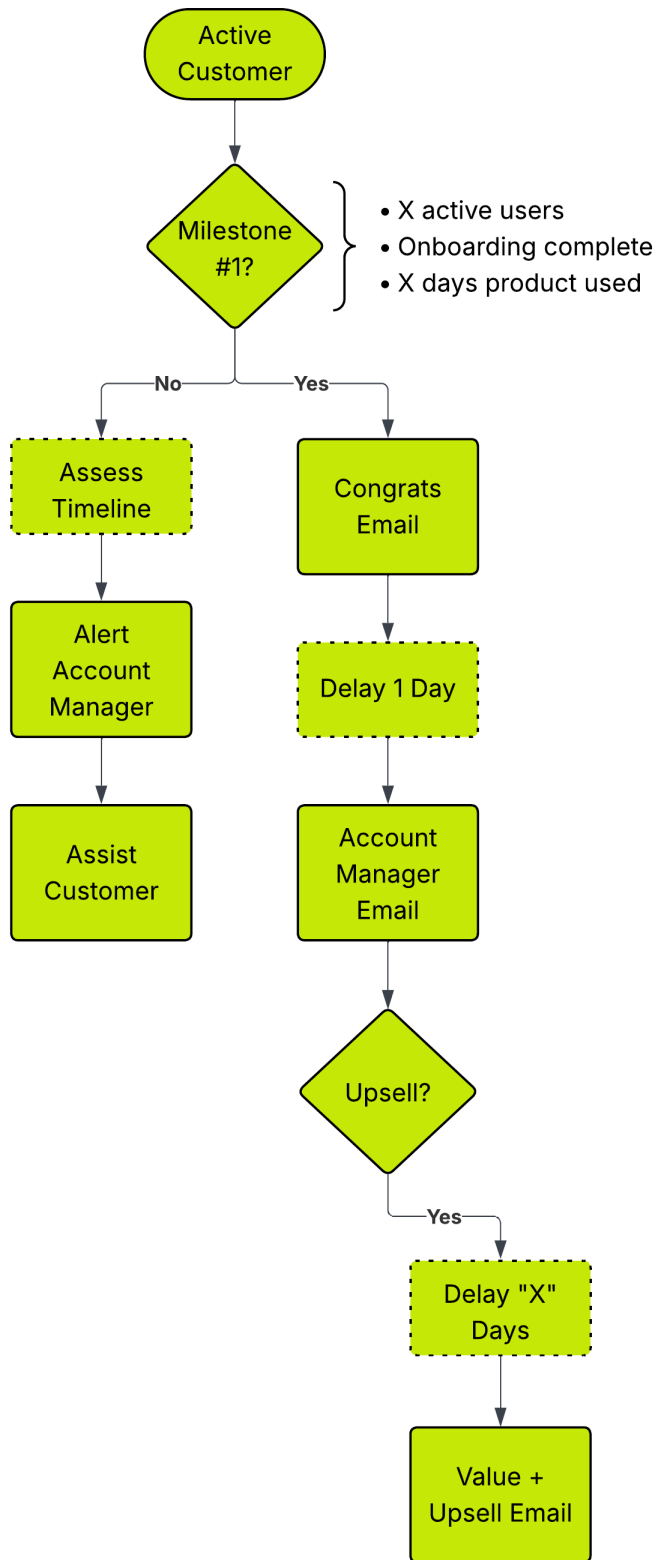 Active
Customer
Milestone
#1?
• X active users
• Onboarding complete
• X days product used
No
Yes
Assess
Timeline
Congrats
Email
Alert
Account
Manager
Delay 1 Day
Assist
Customer
Account
Manager
Email
Upsell?
Yes
Delay "X"
Days
Value +
Upsell Email